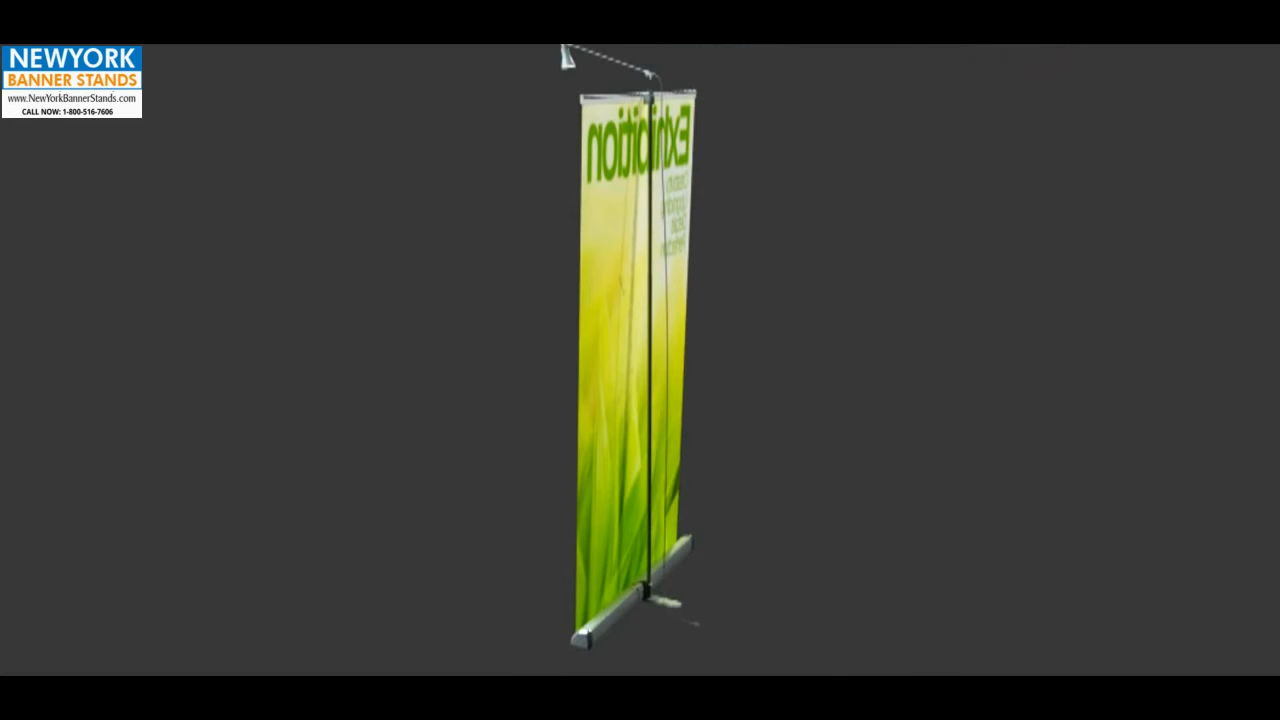 NEWYORK
BANNER STANDS
www.NewYorkBannerStands.com
CALL NOW: 1-800-516-7606
Exhibition